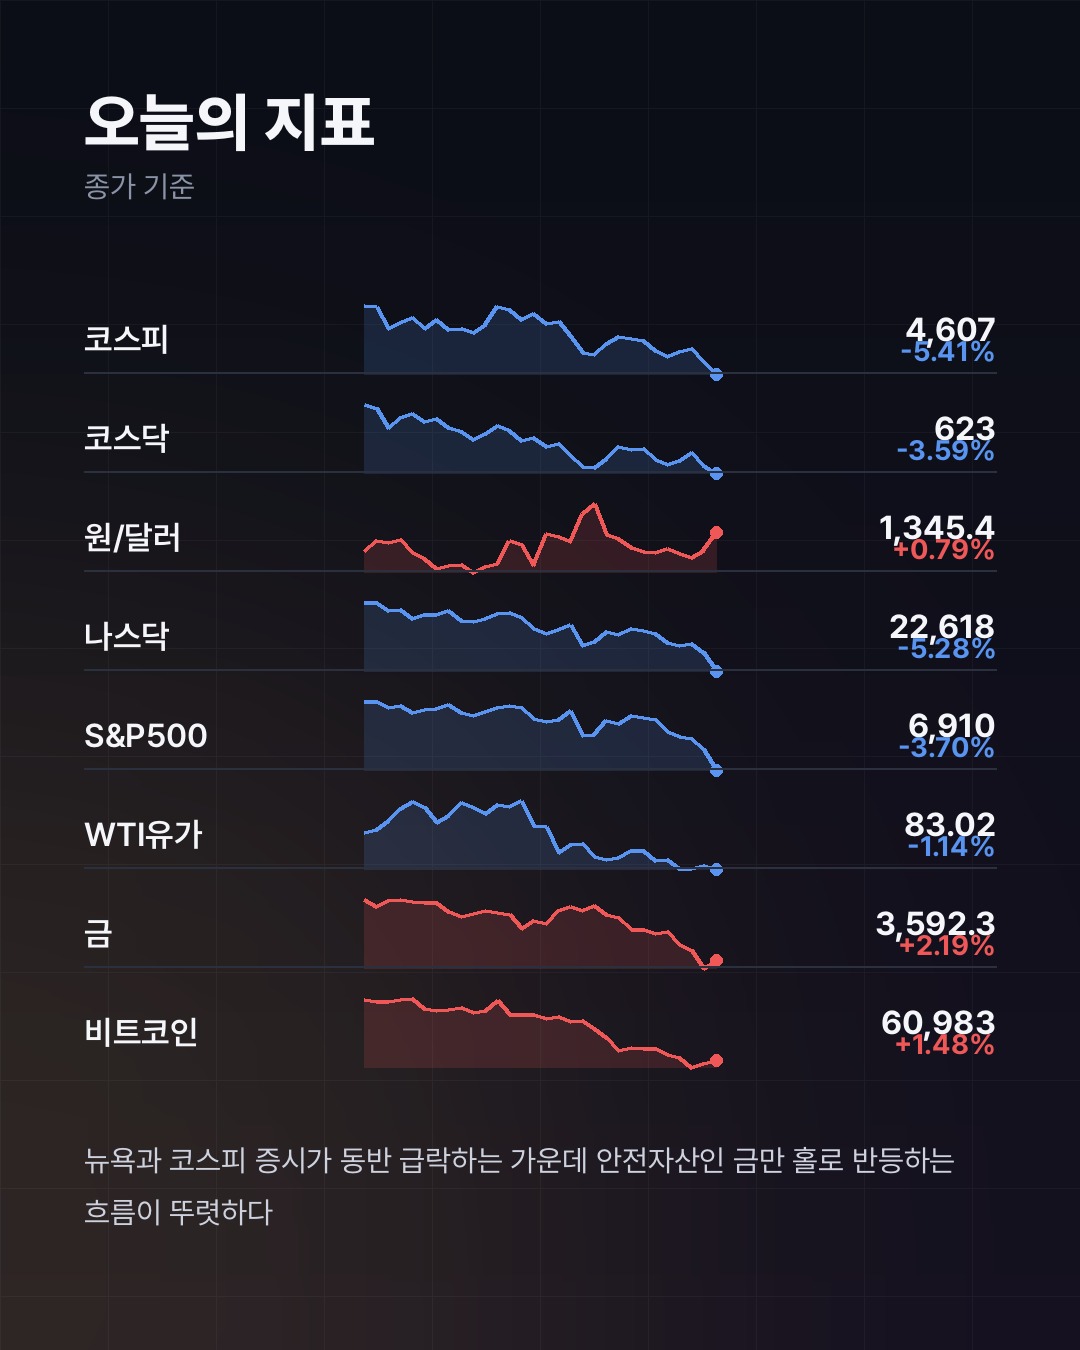 오늘의 지표
종가 기준
코스피 4,607
-5.41%
코스닥 623
-3.59%
원/달러 1,345.4
+0.79%
나스닥 22,618
-5.28%
S&P500 6,910
-3.70%
WTI유가 83.02
-1.14%
금 3,592.3
+2.19%
비트코인 60,983
+1.48%
뉴욕과 코스피 증시가 동반 급락하는 가운데 안전자산인 금만 홀로 반등하는
흐름이 뚜렷하다